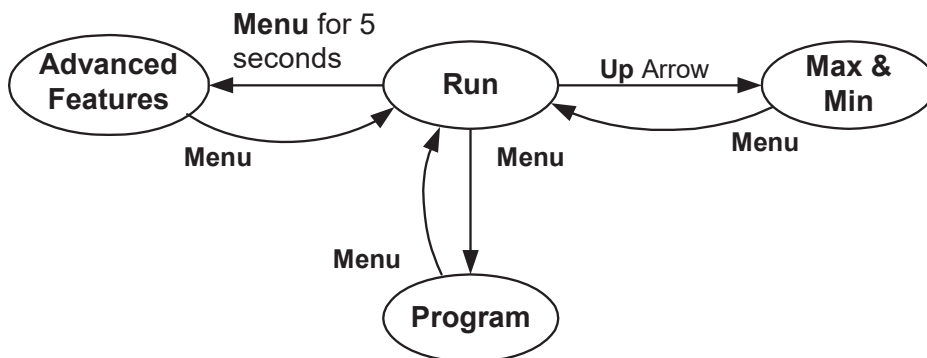 Menu for 5
seconds
Advanced
Features
Run
Up Arrow
Max &
Min
Menu
Menu
Menu
Menu
Program